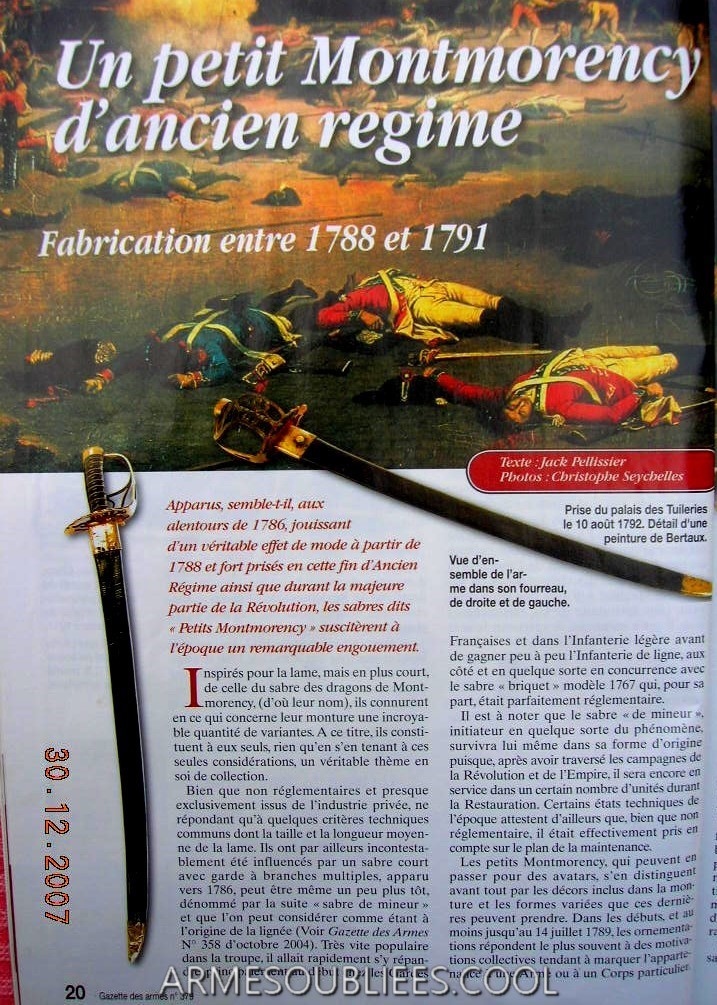 Un petit Montmorency
d'ancien regime
Fabrication entre 1788 et 1791
Texte : Jack Pellissier
Photos : Christophe Seychelles
Prise du palais des Tuileries
le 10 août 1792. Détail d'une
peinture de Bertaux.
Vue d'en-
semble de l'ar-
me dans son fourreau,
de droite et de gauche.
Apparus, semble-t-il, aux
alentours de 1786, jouissant
d'un véritable effet de mode à partir de
1788 et fort prisés en cette fin d'Ancien
Régime ainsi que durant la majeure
partie de la Révolution, les sabres dits
« Petits Montmorency » suscitèrent à
l'époque un remarquable engouement.
Inspirés pour la lame, mais en plus court,
de celle du sabre des dragons de Mont-
morency, (d'où leur nom), ils connurent
en ce qui concerne leur monture une incroya-
ble quantité de variantes. A ce titre, ils consti-
tuent à eux seuls, rien qu'en s'en tenant à ces
seules considérations, un véritable thème en
soi de collection.
Bien que non réglementaires et presque
exclusivement issus de l'industrie privée, ne
répondant qu'à quelques critères techniques
communs dont la taille et la longueur moyen-
ne de la lame. Ils ont par ailleurs incontesta-
blement été influencés par un sabre court
avec garde à branches multiples, apparu
vers 1786, peut être même un peu plus tôt,
dénommé par la suite « sabre de mineur »
et que l'on peut considérer comme étant à
l'origine de la lignée (Voir Gazette des Armes
N° 358 d'octobre 2004). Très vite populaire
dans la troupe, il allait rapidement s'y répan-
dre principalement au début chez les Gardes
Françaises et dans l'Infanterie légère avant
de gagner peu à peu l'Infanterie de ligne, aux
côté et en quelque sorte en concurrence avec
le sabre « briquet » modèle 1767 qui, pour sa
part, était parfaitement réglementaire.
Il est à noter que le sabre « de mineur »,
initiateur en quelque sorte du phénomène,
survivra lui même dans sa forme d'origine
puisque, après avoir traversé les campagnes de
la Révolution et de l'Empire, il sera encore en
service dans un certain nombre d'unités durant
la Restauration. Certains états techniques de
l'époque attestent d'ailleurs que, bien que non
réglementaire, il était effectivement pris en
compte sur le plan de la maintenance.
Les petits Montmorency, qui peuvent en
passer pour des avatars, s'en distinguent
avant tout par les décors inclus dans la mon-
ture et les formes variées que ces derniè-
res peuvent prendre. Dans les débuts, et au
moins jusqu'au 14 juillet 1789, les ornementa-
tions répondent le plus souvent à des motiva-
tions collectives tendant à marquer l'apparte-
nance à une Arme ou à un Corps particulier.
30.12.2007
20 Gazette des armes n° 379
ARMESOUBLIEES.COOL